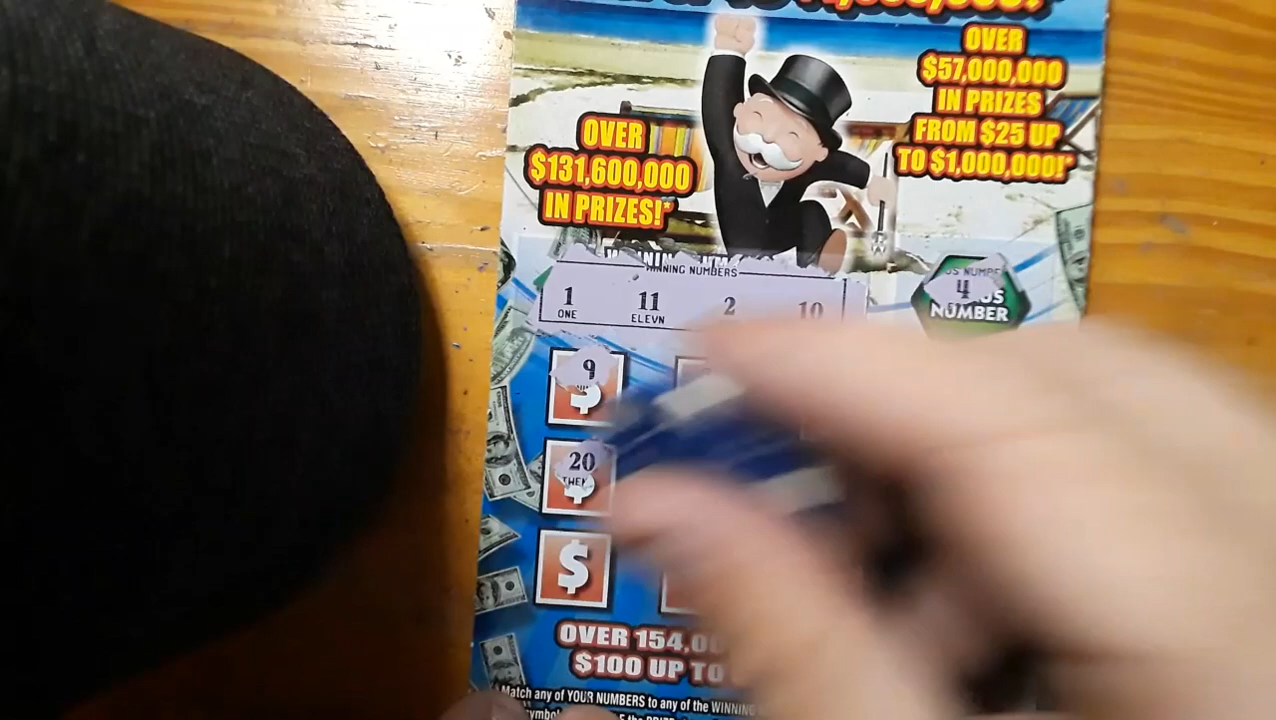 OVER
$57,000,000
IN PRIZES
FROM $25 UP
TO $1,000,000!*
OVER
$131,600,000
IN PRIZES!*
WINNING NUMBERS
1 11 2 10
ONE ELEVN
4
NUMBER
9
$
20
$
$
OVER 154,0
$100 UP TO
Match any of YOUR NUMBERS to any of the WINNING